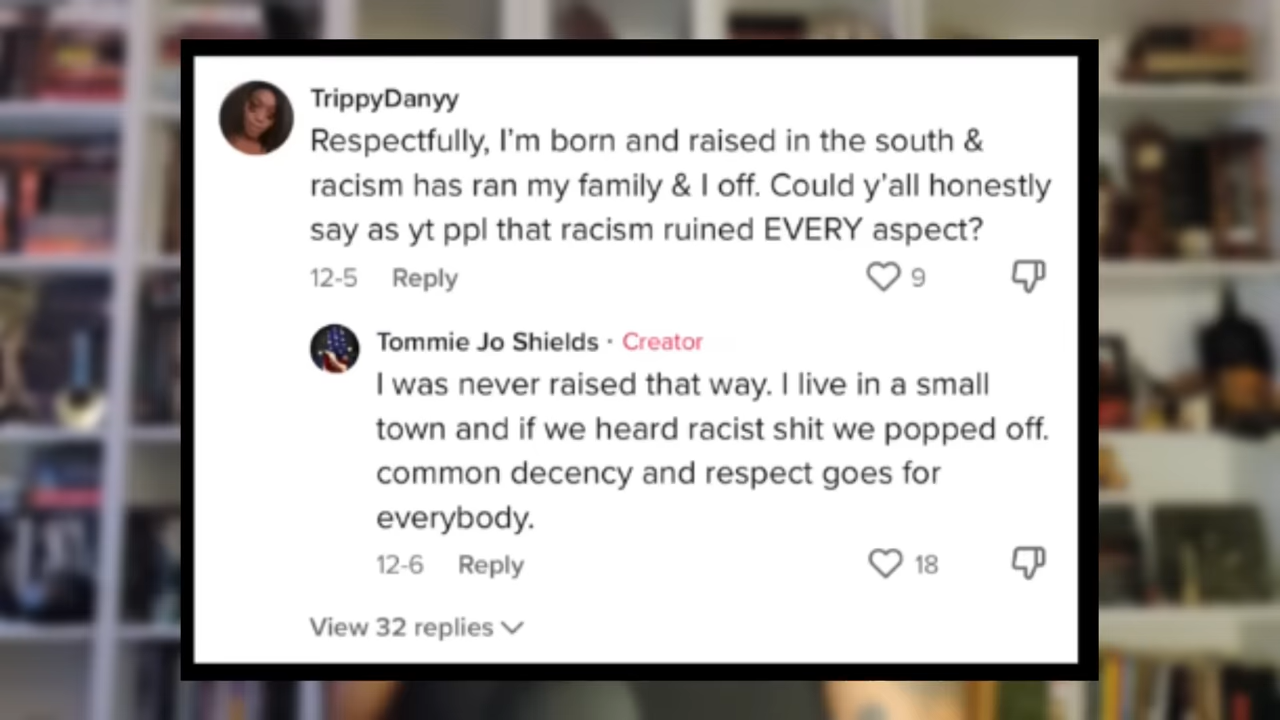 TrippyDanyy
Respectfully, I'm born and raised in the south &
racism has ran my family & I off. Could y'all honestly
say as yt ppl that racism ruined EVERY aspect?
12-5 Reply 9
Tommie Jo Shields · Creator
I was never raised that way. I live in a small
town and if we heard racist shit we popped off.
common decency and respect goes for
everybody.
12-6 Reply 18
View 32 replies